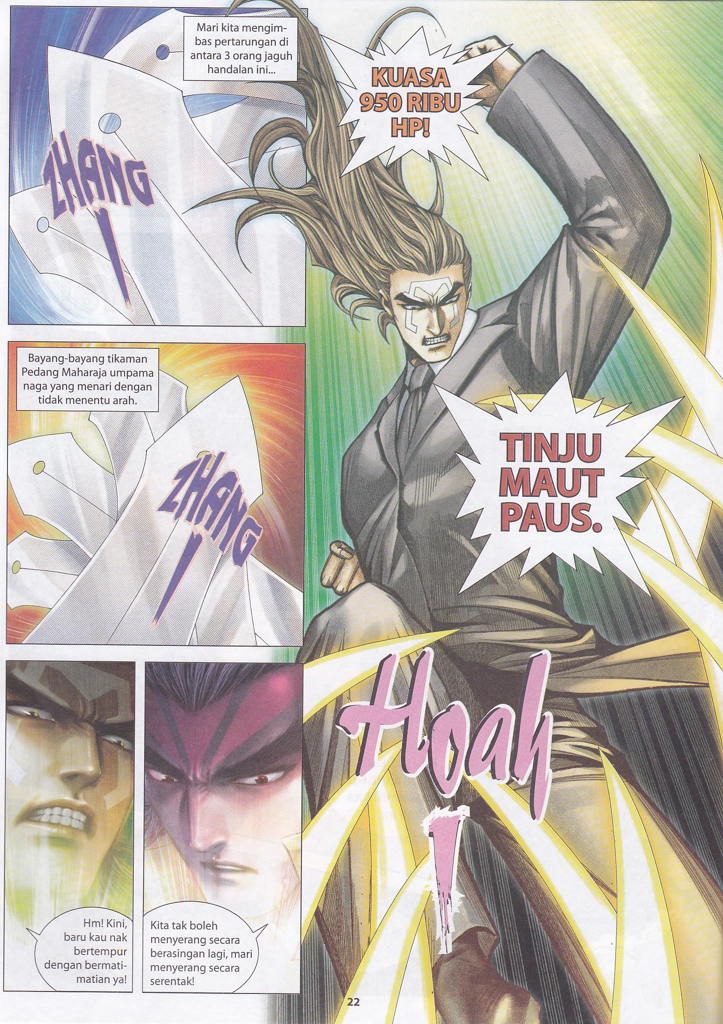 Mari kita mengim-
bas pertarungan di
antara 3 orang jaguh
handalan ini...
ZHANG
!
KUASA
950 RIBU
HP!
Bayang-bayang tikaman
Pedang Maharaja umpama
naga yang menari dengan
tidak menentu arah.
ZHANG
!
TINJU
MAUT
PAUS.
Hoah
!
Hm! Kini,
baru kau nak
bertempur
dengan bermati-
matian ya!
Kita tak boleh
menyerang secara
berasingan lagi, mari
menyerang secara
serentak!
22